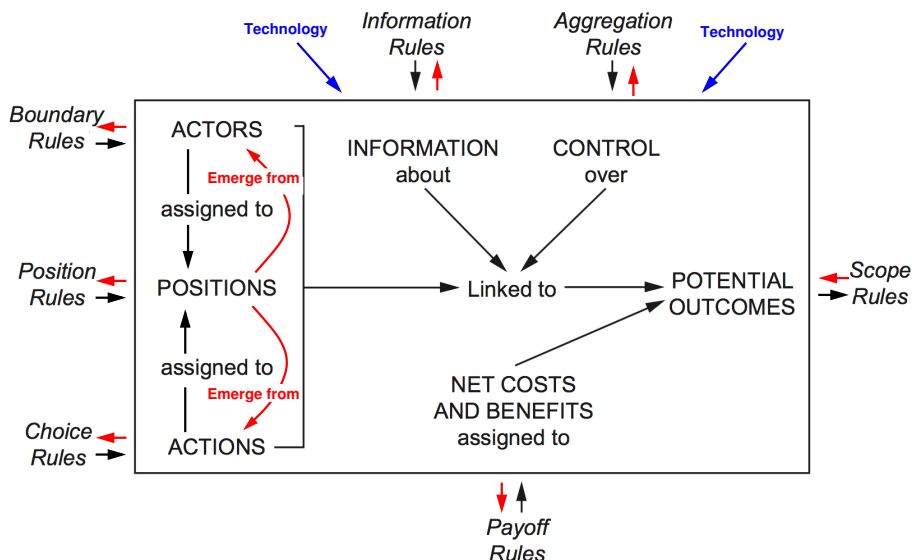 Technology
Information
Rules
Aggregation
Rules
Technology
Boundary
Rules
ACTORS
Emerge from
assigned to
INFORMATION
about
CONTROL
over
Position
Rules
POSITIONS
Linked to
POTENTIAL
OUTCOMES
Scope
Rules
assigned to
Emerge from
NET COSTS
AND BENEFITS
assigned to
Choice
Rules
ACTIONS
Payoff
Rules